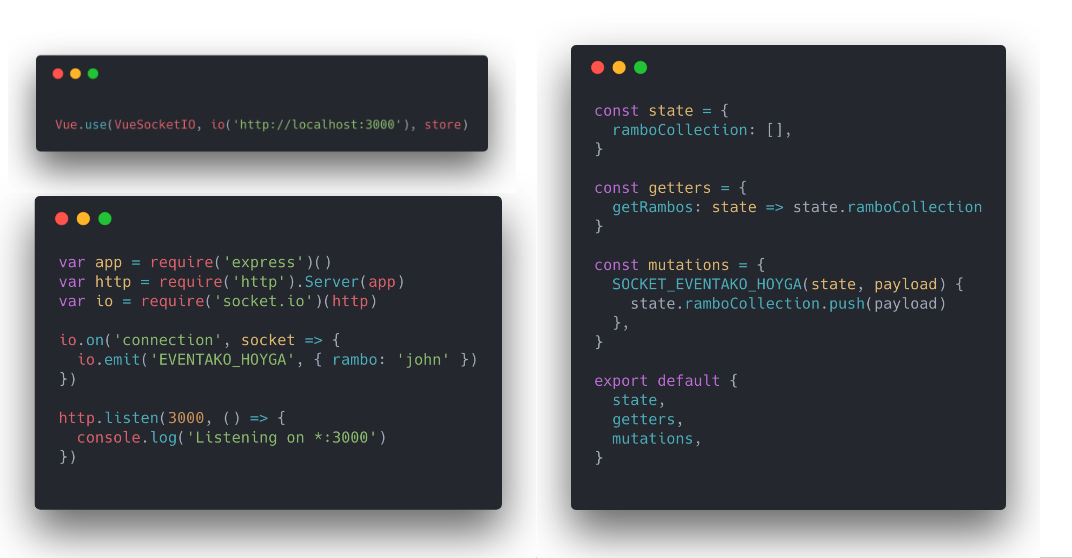 Vue.use(VueSocketIO, io('http://localhost:3000'), store)
var app = require('express')()
var http = require('http').Server(app)
var io = require('socket.io')(http)
io.on('connection', socket => {
  io.emit('EVENTAKO_HOYGA', { rambo: 'john' })
})
http.listen(3000, () => {
  console.log('Listening on *:3000')
})
const state = {
  ramboCollection: [],
}
const getters = {
  getRambos: state => state.ramboCollection
}
const mutations = {
  SOCKET_EVENTAKO_HOYGA(state, payload) {
    state.ramboCollection.push(payload)
  },
}
export default {
  state,
  getters,
  mutations,
}